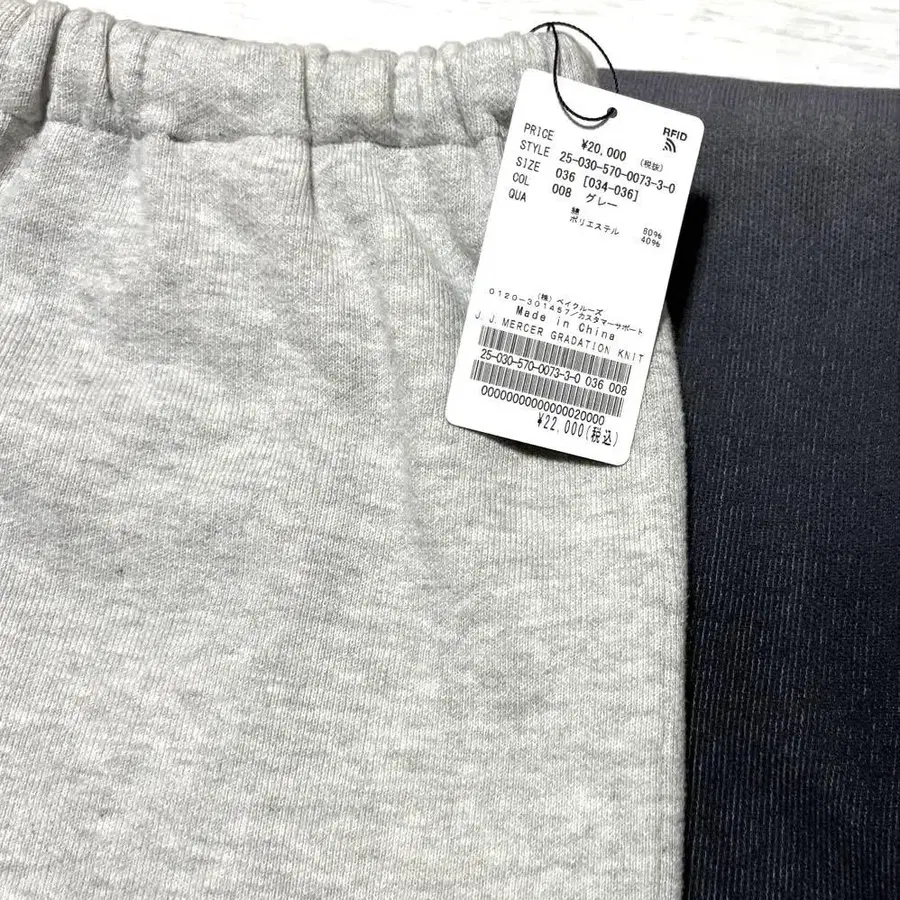 RFID
PRICE ¥20,000 (税抜)
STYLE 25-030-570-0073-3-0
SIZE 036 [034-036]
COL 008 グレー
QUA
綿 80%
ポリエステル 40%
(株)ベイクルーズ
0120-301457/カスタマーサポート
Made in China
J.J.MERCER GRADATION KNIT
25-030-570-0073-3-0 036 008
0000000000000020000
¥22,000(税込)